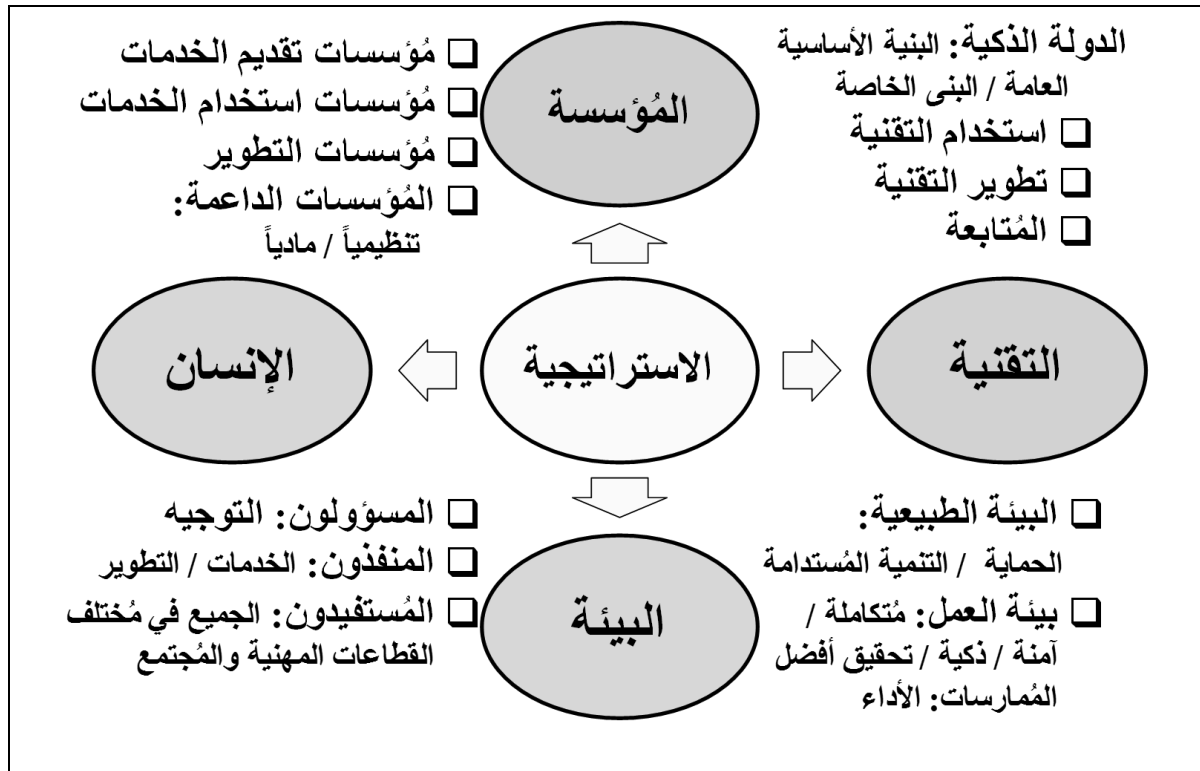 الدولة الذكية: البنية الأساسية
العامة / البنى الخاصة
❑ استخدام التقنية
❑ تطوير التقنية
❑ المُتابعة
المُؤسسة
❑ مُؤسسات تقديم الخدمات
❑ مُؤسسات استخدام الخدمات
❑ مُؤسسات التطوير
❑ المُؤسسات الداعمة:
تنظيمياً / مادياً
التقنية
الاستراتيجية
الإنسان
❑ البيئة الطبيعية:
الحماية / التنمية المُستدامة
❑ بيئة العمل: مُتكاملة /
آمنة / ذكية / تحقيق أفضل
المُمارسات: الأداء
البيئة
❑ المسؤولون: التوجيه
❑ المنفذون: الخدمات / التطوير
❑ المُستفيدون: الجميع في مُختلف
القطاعات المهنية والمُجتمع